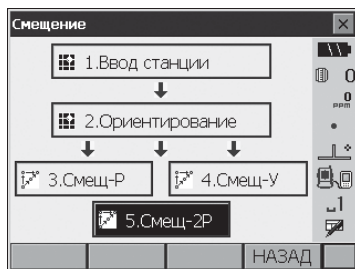 Смещение
1.Ввод станции
0
0
ppm
2.Ориентирование
3.Смещ-Р
4.Смещ-У
1
5.Смещ-2Р
НАЗАД